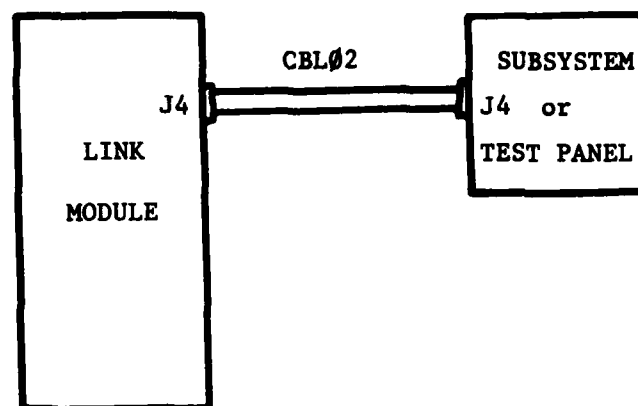 CBLØ2
J4
LINK
MODULE
SUBSYSTEM
J4 or
TEST PANEL